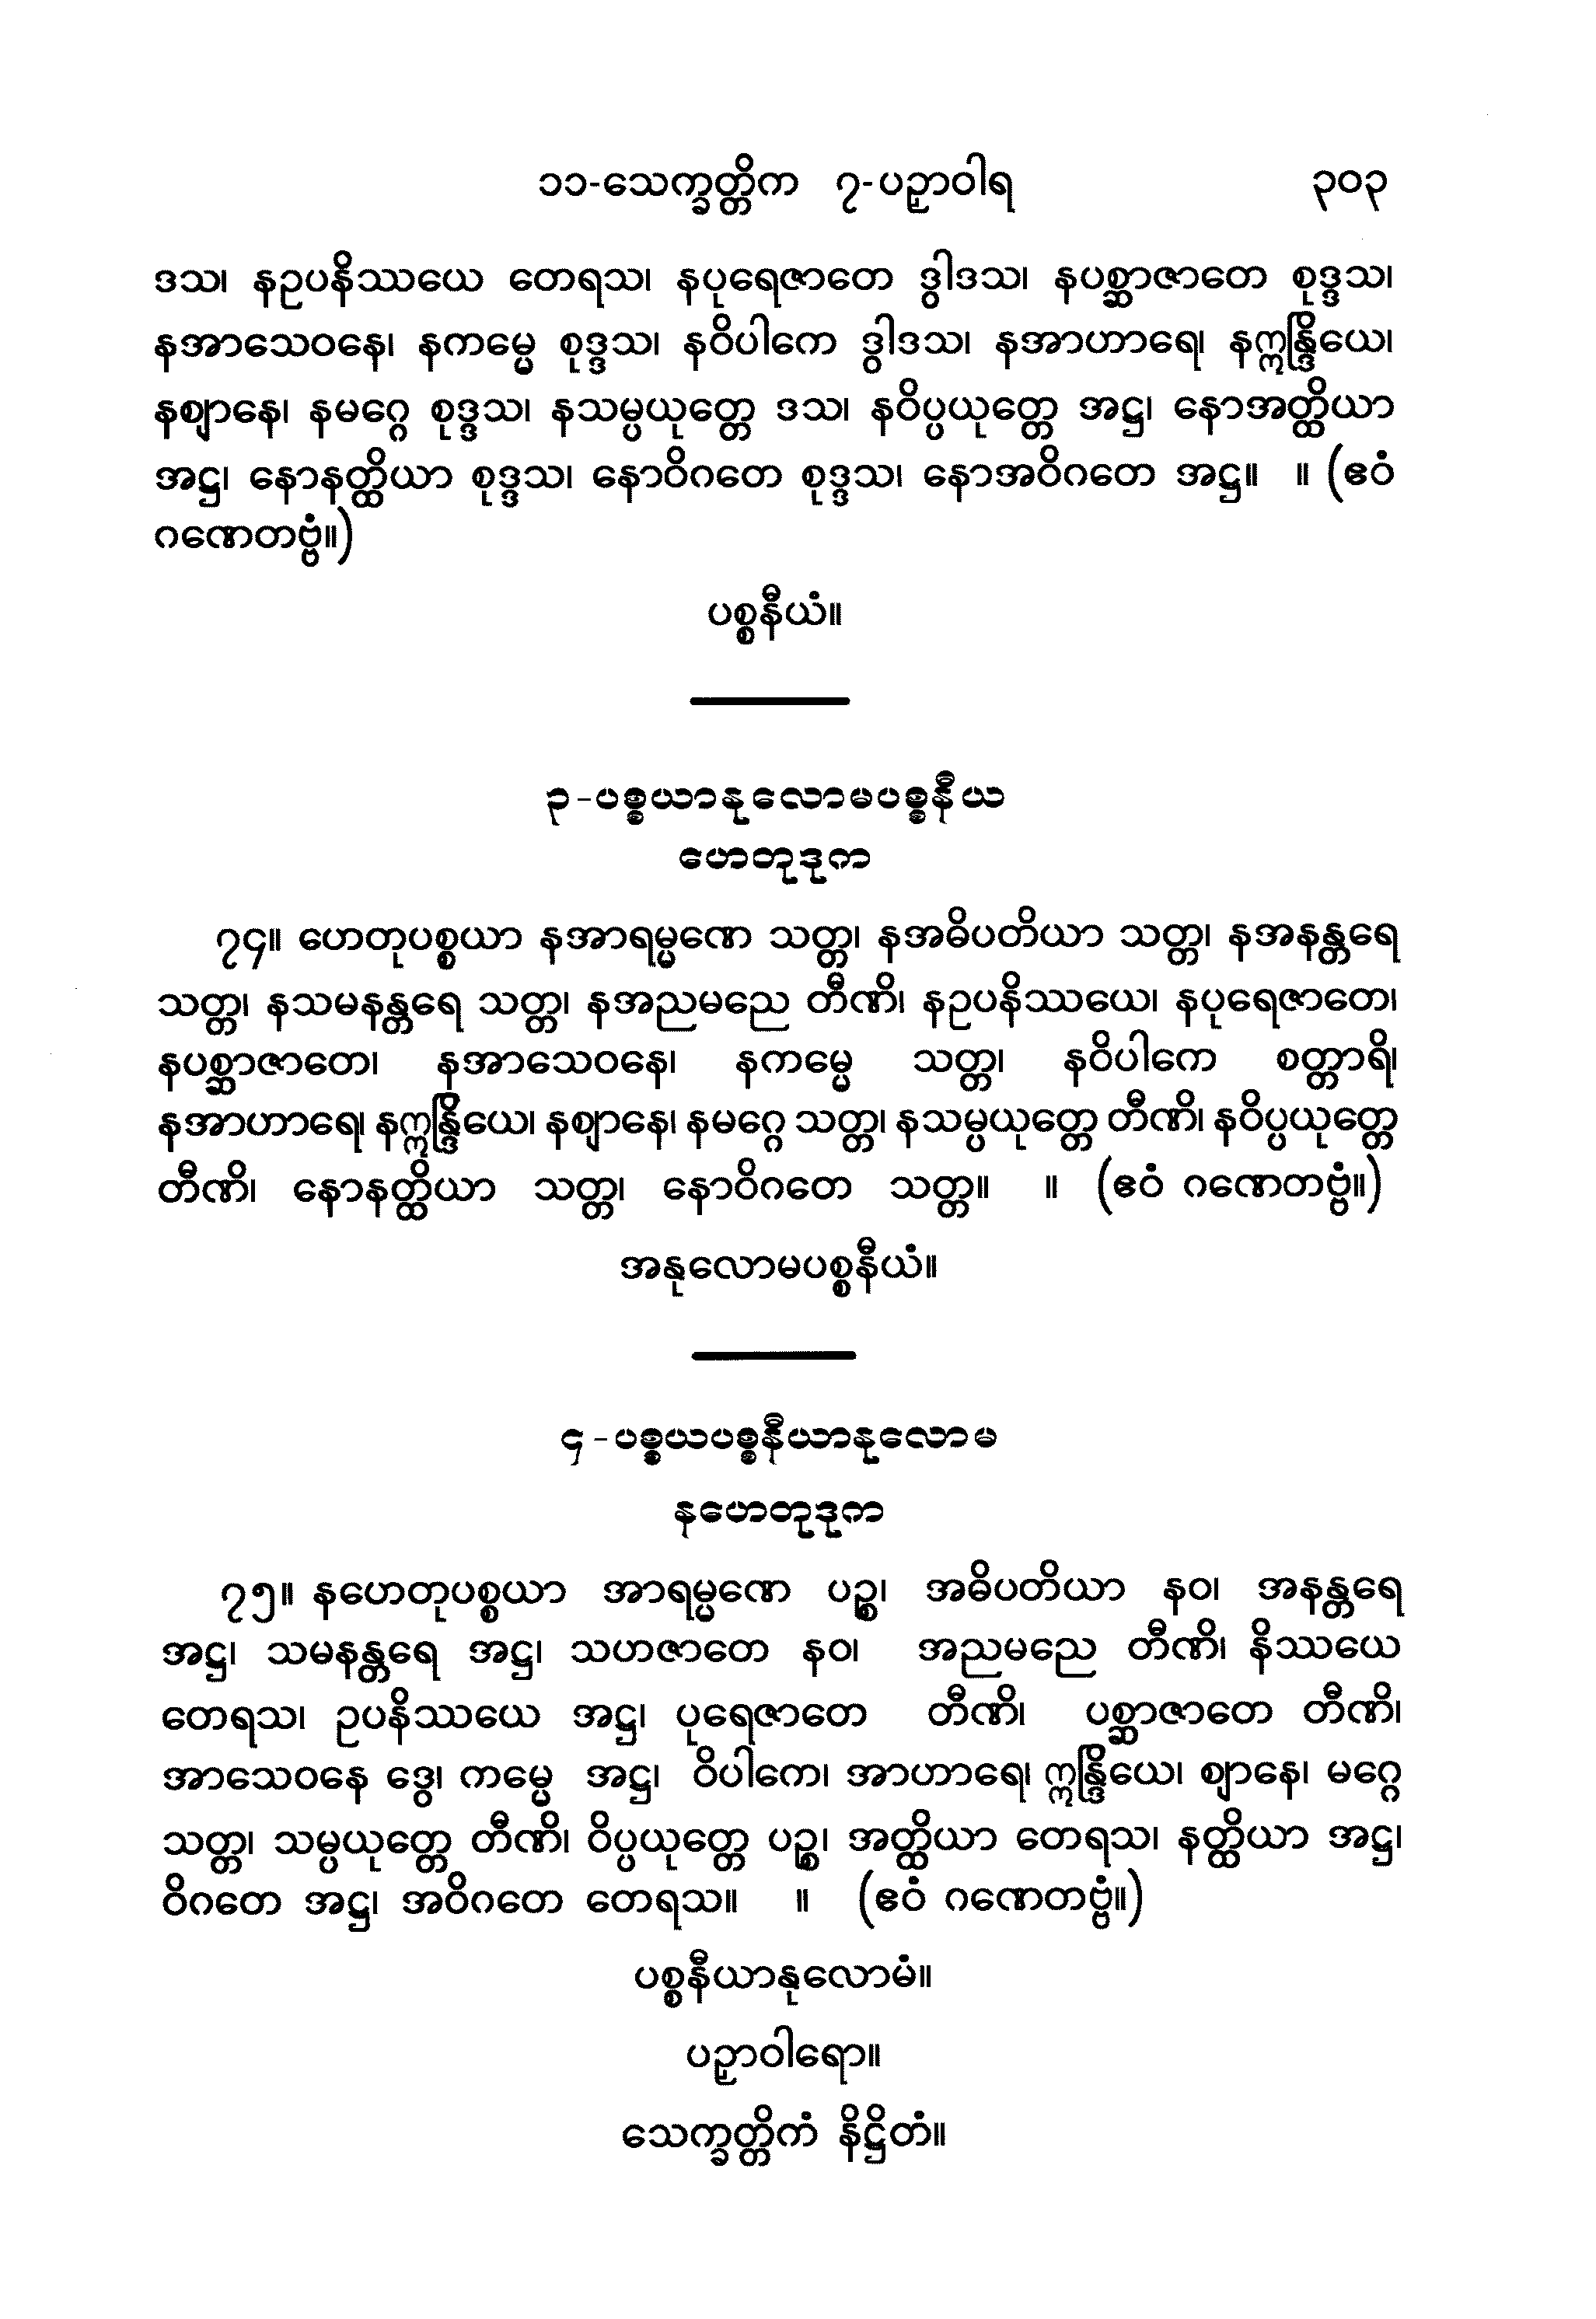 ၁၁-သေက္ခတ္တိက ၇-ပဉှာဝါရ ၃၀၃
ဒသ၊ နဥပနိဿယေ တေရသ၊ နပုရေဇာတေ ဒွါဒသ၊ နပစ္ဆာဇာတေ စုဒ္ဒသ၊
နအာသေဝနေ၊ နကမ္မေ စုဒ္ဒသ၊ နဝိပါကေ ဒွါဒသ၊ နအာဟာရေ၊ နဣန္ဒြိယေ၊
နဈာနေ၊ နမဂ္ဂေ စုဒ္ဒသ၊ နသမ္ပယုတ္တေ ဒသ၊ နဝိပ္ပယုတ္တေ အဋ္ဌ၊ နောအတ္ထိယာ
အဋ္ဌ၊ နောနတ္ထိယာ စုဒ္ဒသ၊ နောဝိဂတေ စုဒ္ဒသ၊ နောအဝိဂတေ အဋ္ဌ။ ။ (ဧဝံ
ဂဏေတဗ္ဗံ။)
ပစ္စနီယံ။
၃-ပစ္စယာနုလောမပစ္စနီယ
ဟေတုဒုက
၇၄။ ဟေတုပစ္စယာ နအာရမ္မဏေ သတ္တ၊ နအဓိပတိယာ သတ္တ၊ နအနန္တရေ
သတ္တ၊ နသမနန္တရေ သတ္တ၊ နအညမညေ တီဏိ၊ နဥပနိဿယေ၊ နပုရေဇာတေ၊
နပစ္ဆာဇာတေ၊ နအာသေဝနေ၊ နကမ္မေ သတ္တ၊ နဝိပါကေ စတ္တာရိ၊
နအာဟာရေ၊ နဣန္ဒြိယေ၊ နဈာနေ၊ နမဂ္ဂေ သတ္တ၊ နသမ္ပယုတ္တေ တီဏိ၊ နဝိပ္ပယုတ္တေ
တီဏိ၊ နောနတ္ထိယာ သတ္တ၊ နောဝိဂတေ သတ္တ။ ။ (ဧဝံ ဂဏေတဗ္ဗံ။)
အနုလောမပစ္စနီယံ။
၄-ပစ္စယပစ္စနီယာနုလောမ
နဟေတုဒုက
၇၅။ နဟေတုပစ္စယာ အာရမ္မဏေ ပဉ္စ၊ အဓိပတိယာ နဝ၊ အနန္တရေ
အဋ္ဌ၊ သမနန္တရေ အဋ္ဌ၊ သဟဇာတေ နဝ၊ အညမညေ တီဏိ၊ နိဿယေ
တေရသ၊ ဥပနိဿယေ အဋ္ဌ၊ ပုရေဇာတေ တီဏိ၊ ပစ္ဆာဇာတေ တီဏိ၊
အာသေဝနေ ဒွေ၊ ကမ္မေ အဋ္ဌ၊ ဝိပါကေ၊ အာဟာရေ၊ ဣန္ဒြိယေ၊ ဈာနေ၊ မဂ္ဂေ
သတ္တ၊ သမ္ပယုတ္တေ တီဏိ၊ ဝိပ္ပယုတ္တေ ပဉ္စ၊ အတ္ထိယာ တေရသ၊ နတ္ထိယာ အဋ္ဌ၊
ဝိဂတေ အဋ္ဌ၊ အဝိဂတေ တေရသ။ ။ (ဧဝံ ဂဏေတဗ္ဗံ။)
ပစ္စနီယာနုလောမံ။
ပဉှာဝါရော။
သေက္ခတ္တိကံ နိဋ္ဌိတံ။